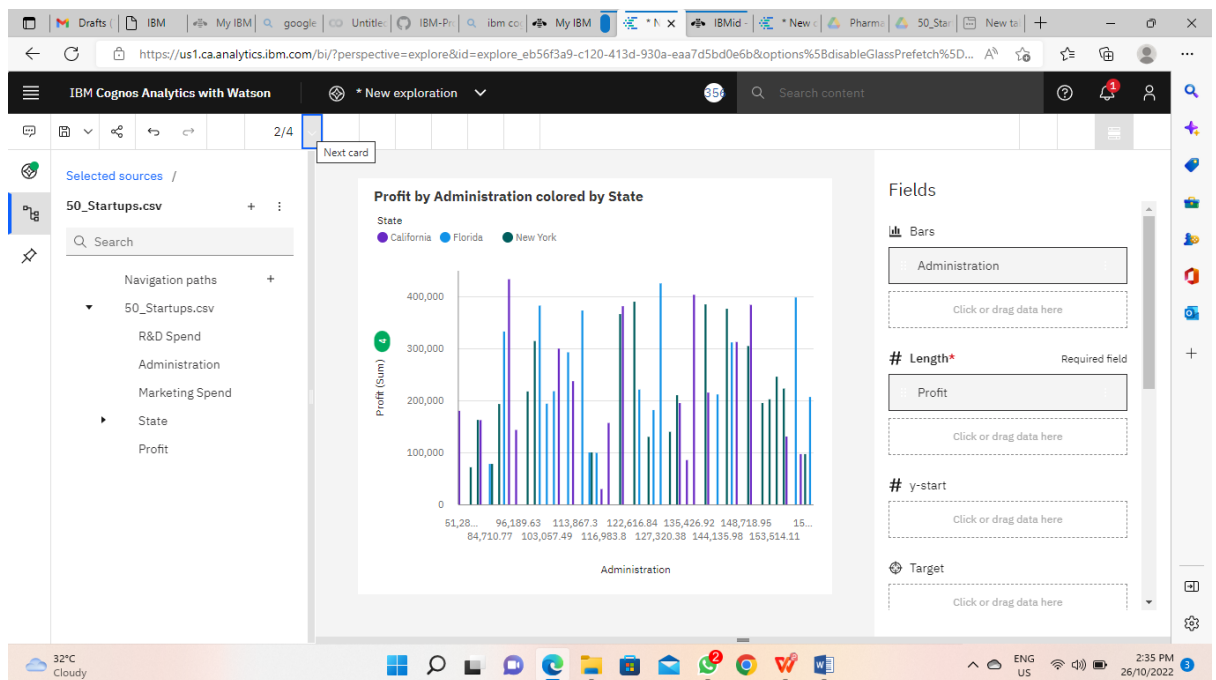 Drafts (
IBM
My IBM
google
Untitled
IBM-Pr
ibm co
My IBM
* N
IBMid -
* New c
Pharma
50_Star
New ta
https://us1.ca.analytics.ibm.com/bi/?perspective=explore&id=explore_eb56f3a9-c120-413d-930a-eaa7d5bd0e6b&options%5BdisableGlassPrefetch%5D...
IBM Cognos Analytics with Watson
* New exploration
356
Search content
1
2/4
Next card
Selected sources /
50_Startups.csv
Search
Navigation paths
50_Startups.csv
R&D Spend
Administration
Marketing Spend
State
Profit
Profit by Administration colored by State
State
California Florida New York
Profit (Sum) 4
400,000
300,000
200,000
100,000
0
51,28... 96,189.63 113,867.3 122,616.84 135,426.92 148,718.95 15...
84,710.77 103,057.49 116,983.8 127,320.38 144,135.98 153,514.11
Administration
Fields
Bars
Administration
Click or drag data here
# Length* Required field
Profit
Click or drag data here
# y-start
Click or drag data here
Target
Click or drag data here
32°C
Cloudy
2
ENG
US
2:35 PM
26/10/2022
3